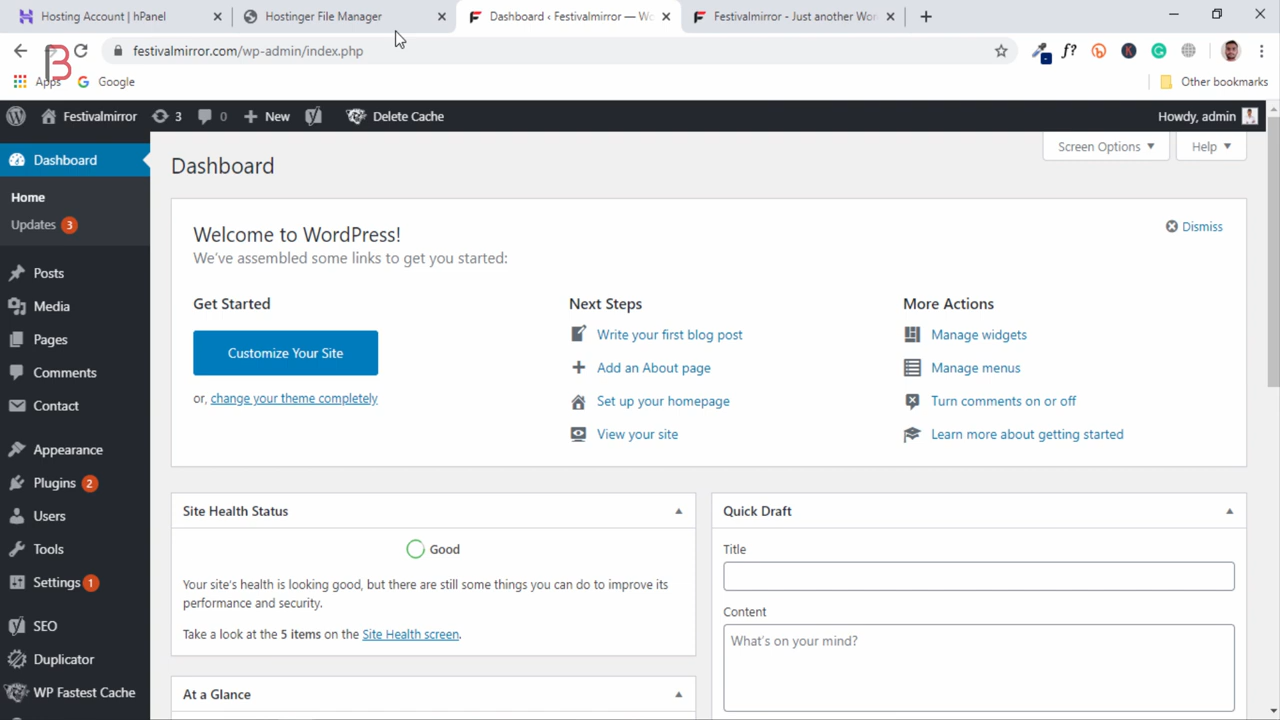 Hosting Account | hPanel
Hostinger File Manager
Dashboard ‹ Festivalmirror — Wo
Festivalmirror - Just another Wor
festivalmirror.com/wp-admin/index.php
f?
Apps
Google
Other bookmarks
Festivalmirror
3
0
New
Delete Cache
Howdy, admin
Dashboard
Home
Updates 3
Posts
Media
Pages
Comments
Contact
Appearance
Plugins 2
Users
Tools
Settings 1
SEO
Duplicator
WP Fastest Cache
Dashboard
Screen Options
Help
Welcome to WordPress!
Dismiss
We've assembled some links to get you started:
Get Started
Customize Your Site
or, change your theme completely
Next Steps
Write your first blog post
Add an About page
Set up your homepage
View your site
More Actions
Manage widgets
Manage menus
Turn comments on or off
Learn more about getting started
Site Health Status
Good
Your site's health is looking good, but there are still some things you can do to improve its
performance and security.
Take a look at the 5 items on the Site Health screen.
At a Glance
Quick Draft
Title
Content
What's on your mind?